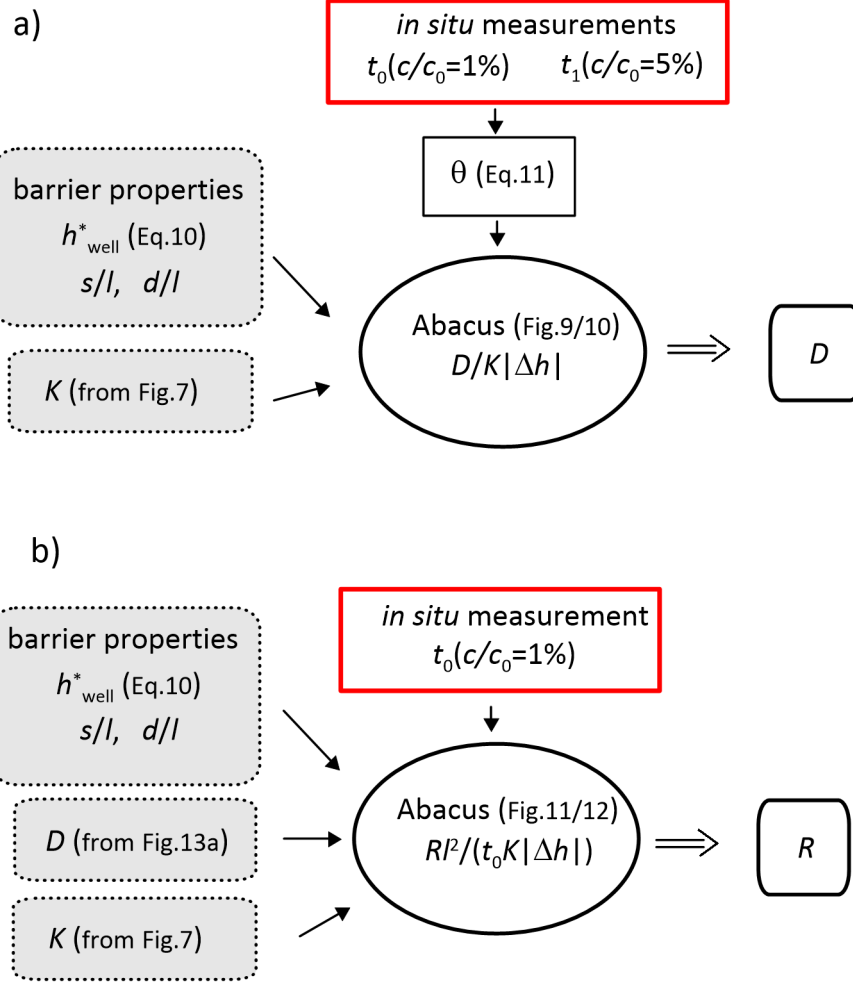 a)
in situ measurements
t₀(c/c₀=1%) t₁(c/c₀=5%)
θ (Eq.11)
barrier properties
h*well (Eq.10)
s/l, d/l
K (from Fig.7)
Abacus (Fig.9/10)
D/K|Δh|
D
b)
in situ measurement
t₀(c/c₀=1%)
barrier properties
h*well (Eq.10)
s/l, d/l
D (from Fig.13a)
K (from Fig.7)
Abacus (Fig.11/12)
Rl²/(t₀K|Δh|)
R